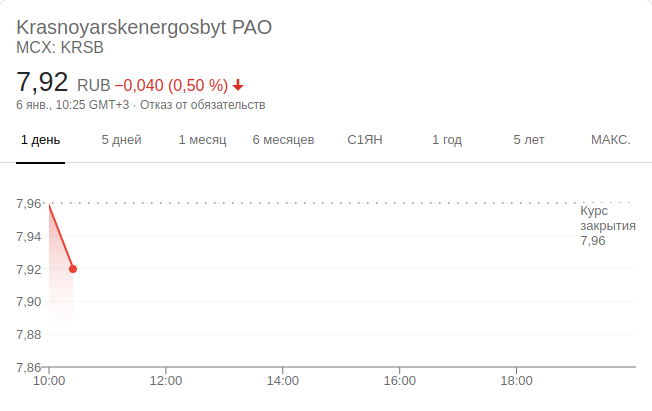 Krasnoyarskenergosbyt PAO
MCX: KRSB
7,92 RUB −0,040 (0,50 %)
6 янв., 10:25 GMT+3 · Отказ от обязательств
1 день 5 дней 1 месяц 6 месяцев С1ЯН 1 год 5 лет МАКС.
7,96
Курс
закрытия
7,96
7,94
7,92
7,90
7,88
7,86
10:00 12:00 14:00 16:00 18:00